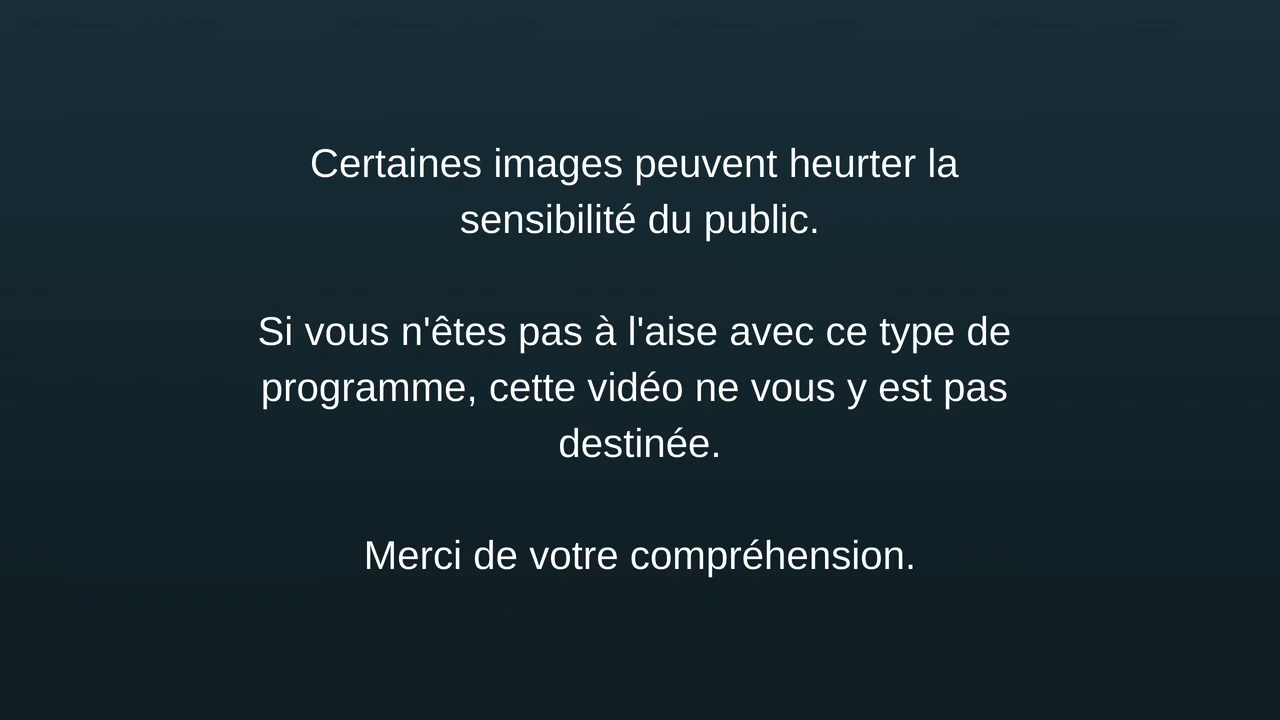 Certaines images peuvent heurter la
sensibilité du public.
Si vous n'êtes pas à l'aise avec ce type de
programme, cette vidéo ne vous y est pas
destinée.
Merci de votre compréhension.